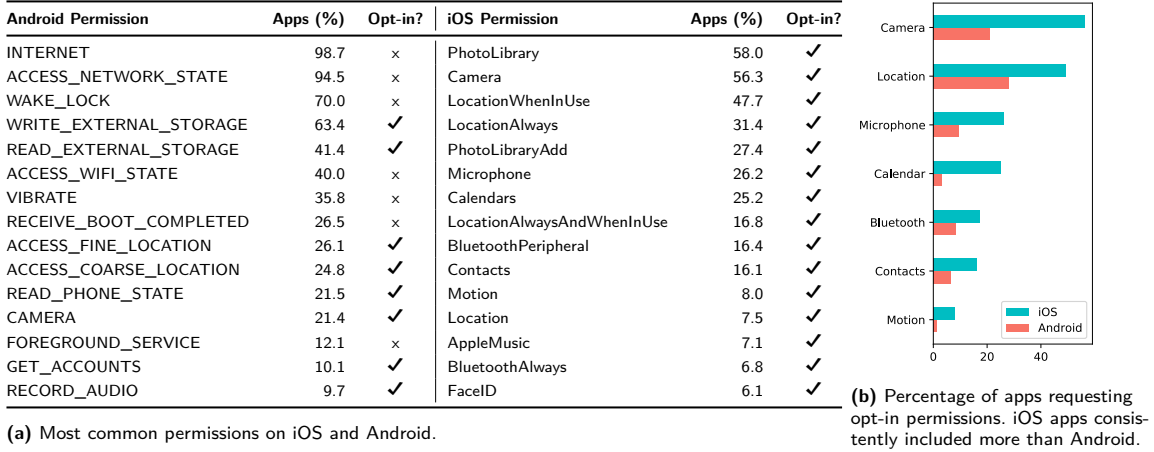 Android Permission Apps (%) Opt-in? iOS Permission Apps (%) Opt-in?
INTERNET 98.7 x PhotoLibrary 58.0 ✓
ACCESS_NETWORK_STATE 94.5 x Camera 56.3 ✓
WAKE_LOCK 70.0 x LocationWhenInUse 47.7 ✓
WRITE_EXTERNAL_STORAGE 63.4 ✓ LocationAlways 31.4 ✓
READ_EXTERNAL_STORAGE 41.4 ✓ PhotoLibraryAdd 27.4 ✓
ACCESS_WIFI_STATE 40.0 x Microphone 26.2 ✓
VIBRATE 35.8 x Calendars 25.2 ✓
RECEIVE_BOOT_COMPLETED 26.5 x LocationAlwaysAndWhenInUse 16.8 ✓
ACCESS_FINE_LOCATION 26.1 ✓ BluetoothPeripheral 16.4 ✓
ACCESS_COARSE_LOCATION 24.8 ✓ Contacts 16.1 ✓
READ_PHONE_STATE 21.5 ✓ Motion 8.0 ✓
CAMERA 21.4 ✓ Location 7.5 ✓
FOREGROUND_SERVICE 12.1 x AppleMusic 7.1 ✓
GET_ACCOUNTS 10.1 ✓ BluetoothAlways 6.8 ✓
RECORD_AUDIO 9.7 ✓ FaceID 6.1 ✓
(a) Most common permissions on iOS and Android.
Camera
Location
Microphone
Calendar
Bluetooth
Contacts
Motion
iOS
Android
0 20 40
(b) Percentage of apps requesting
opt-in permissions. iOS apps consis-
tently included more than Android.